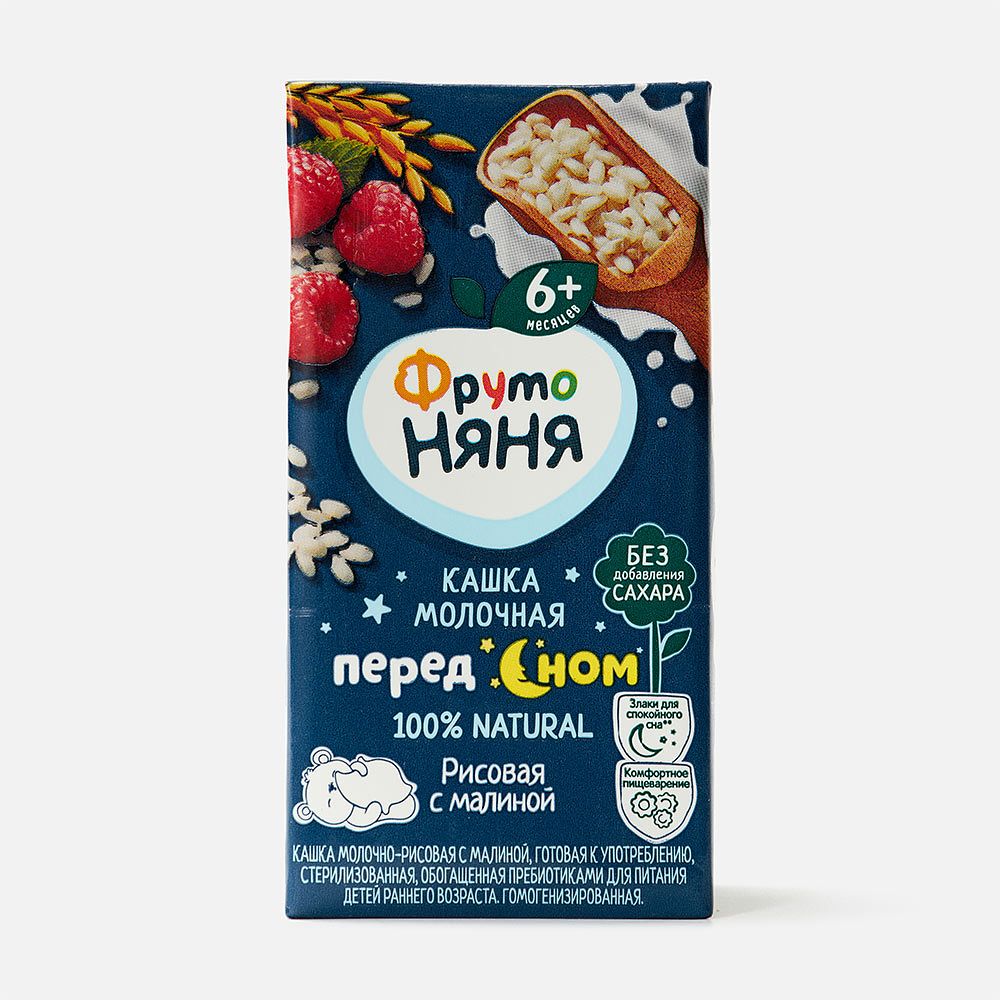 6+
месяцев
Фруто
НЯНЯ
БЕЗ
добавления
САХАРА
КАШКА
МОЛОЧНАЯ
перед Сном
100% NATURAL
Злаки для
спокойного
сна**
Рисовая
с малиной
Комфортное
пищеварение
КАШКА МОЛОЧНО-РИСОВАЯ С МАЛИНОЙ, ГОТОВАЯ К УПОТРЕБЛЕНИЮ,
СТЕРИЛИЗОВАННАЯ, ОБОГАЩЕННАЯ ПРЕБИОТИКАМИ ДЛЯ ПИТАНИЯ
ДЕТЕЙ РАННЕГО ВОЗРАСТА. ГОМОГЕНИЗИРОВАННАЯ.